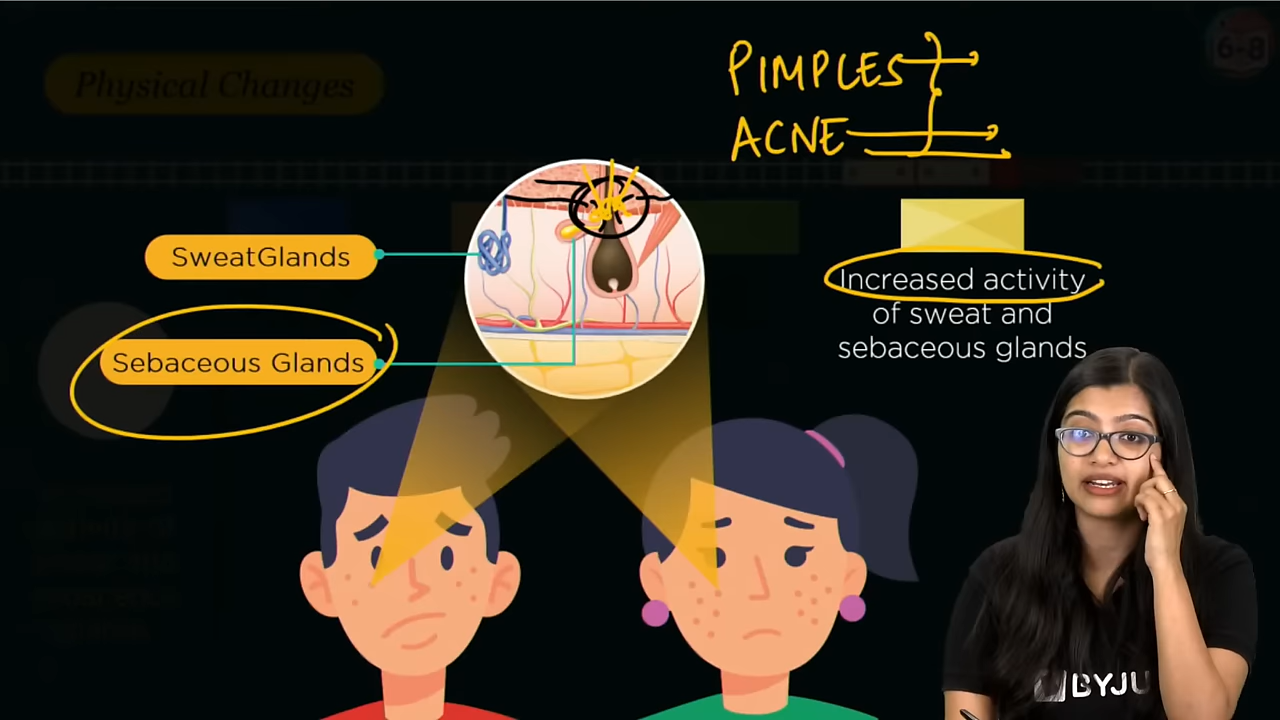 Physical Changes
6-8
PIMPLES
ACNE
SweatGlands
Sebaceous Glands
Increased activity
of sweat and
sebaceous glands
BYJU